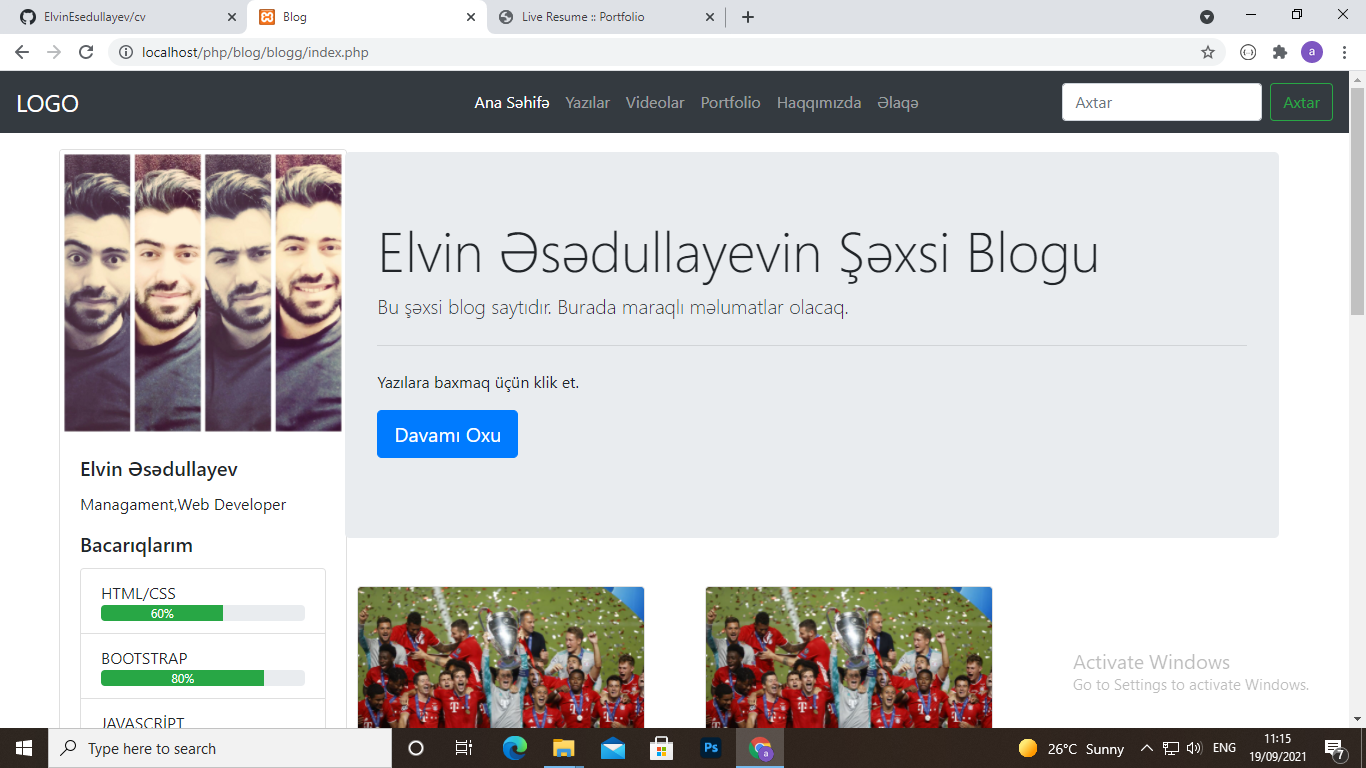 ElvinEsedullayev/cv
Blog
Live Resume :: Portfolio
localhost/php/blog/blogg/index.php
a
LOGO
Ana Səhifə Yazılar Videolar Portfolio Haqqımızda Əlaqə
Axtar
Axtar
Elvin Əsədullayevin Şəxsi Blogu
Bu şəxsi blog saytıdır. Burada maraqlı məlumatlar olacaq.
Yazılara baxmaq üçün klik et.
Davamı Oxu
Elvin Əsədullayev
Managament,Web Developer
Bacarıqlarım
HTML/CSS
60%
BOOTSTRAP
80%
JAVASCRİPT
Activate Windows
Go to Settings to activate Windows.
Type here to search
Ps
a
26°C Sunny
ENG
11:15
19/09/2021
7